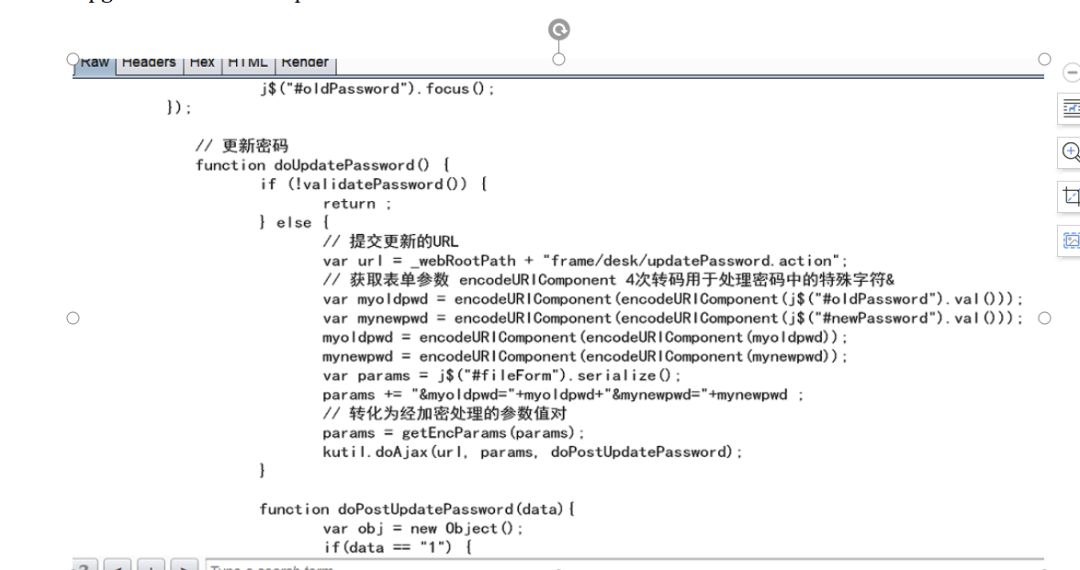 Raw Headers Hex HTML Render
j$("#oldPassword").focus();
});
// 更新密码
function doUpdatePassword() {
if (!validatePassword()) {
return ;
} else {
// 提交更新的URL
var url = _webRootPath + "frame/desk/updatePassword.action";
// 获取表单参数 encodeURIComponent 4次转码用于处理密码中的特殊字符&
var myoldpwd = encodeURIComponent(encodeURIComponent(j$("#oldPassword").val()));
var mynewpwd = encodeURIComponent(encodeURIComponent(j$("#newPassword").val()));
myoldpwd = encodeURIComponent(encodeURIComponent(myoldpwd));
mynewpwd = encodeURIComponent(encodeURIComponent(mynewpwd));
var params = j$("#fileForm").serialize();
params += "&myoldpwd="+myoldpwd+"&mynewpwd="+mynewpwd ;
// 转化为经加密处理的参数值对
params = getEncParams(params);
kutil.doAjax(url, params, doPostUpdatePassword);
}
function doPostUpdatePassword(data){
var obj = new Object();
if(data == "1") {